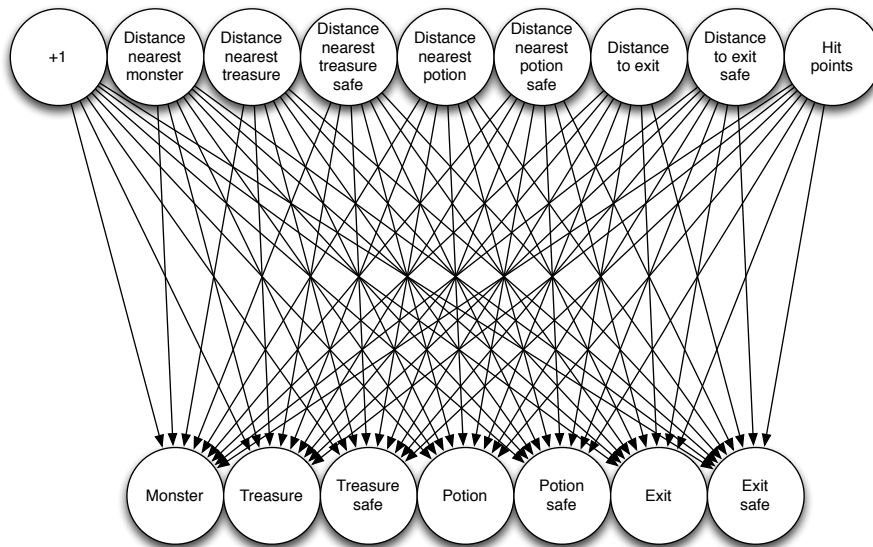 +1
Distance
nearest
monster
Distance
nearest
treasure
Distance
nearest
treasure
safe
Distance
nearest
potion
Distance
nearest
potion
safe
Distance
to exit
Distance
to exit
safe
Hit
points
Monster
Treasure
Treasure
safe
Potion
Potion
safe
Exit
Exit
safe